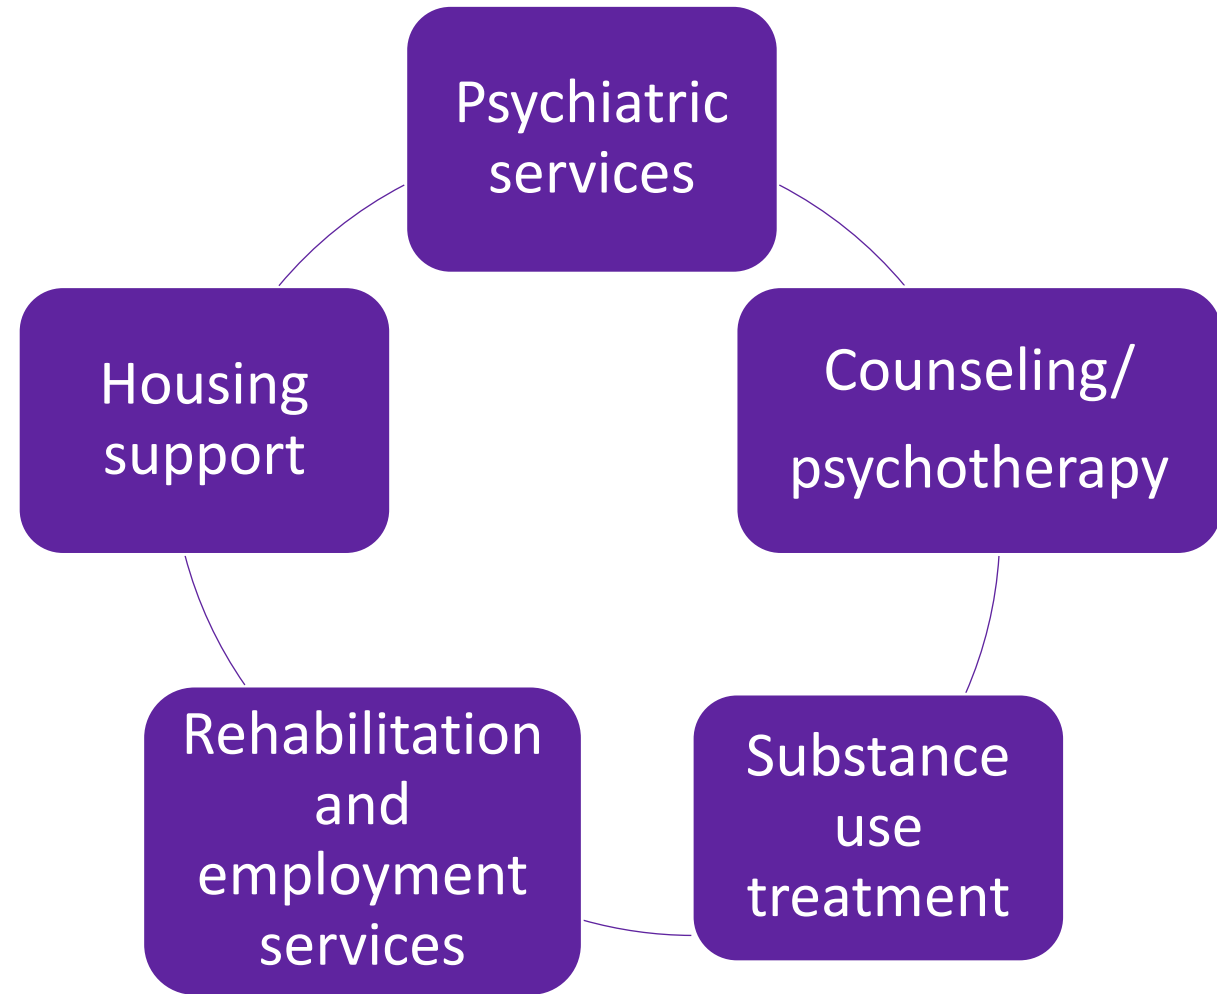 Psychiatric
services
Counseling/
psychotherapy
Substance
use
treatment
Rehabilitation
and
employment
services
Housing
support